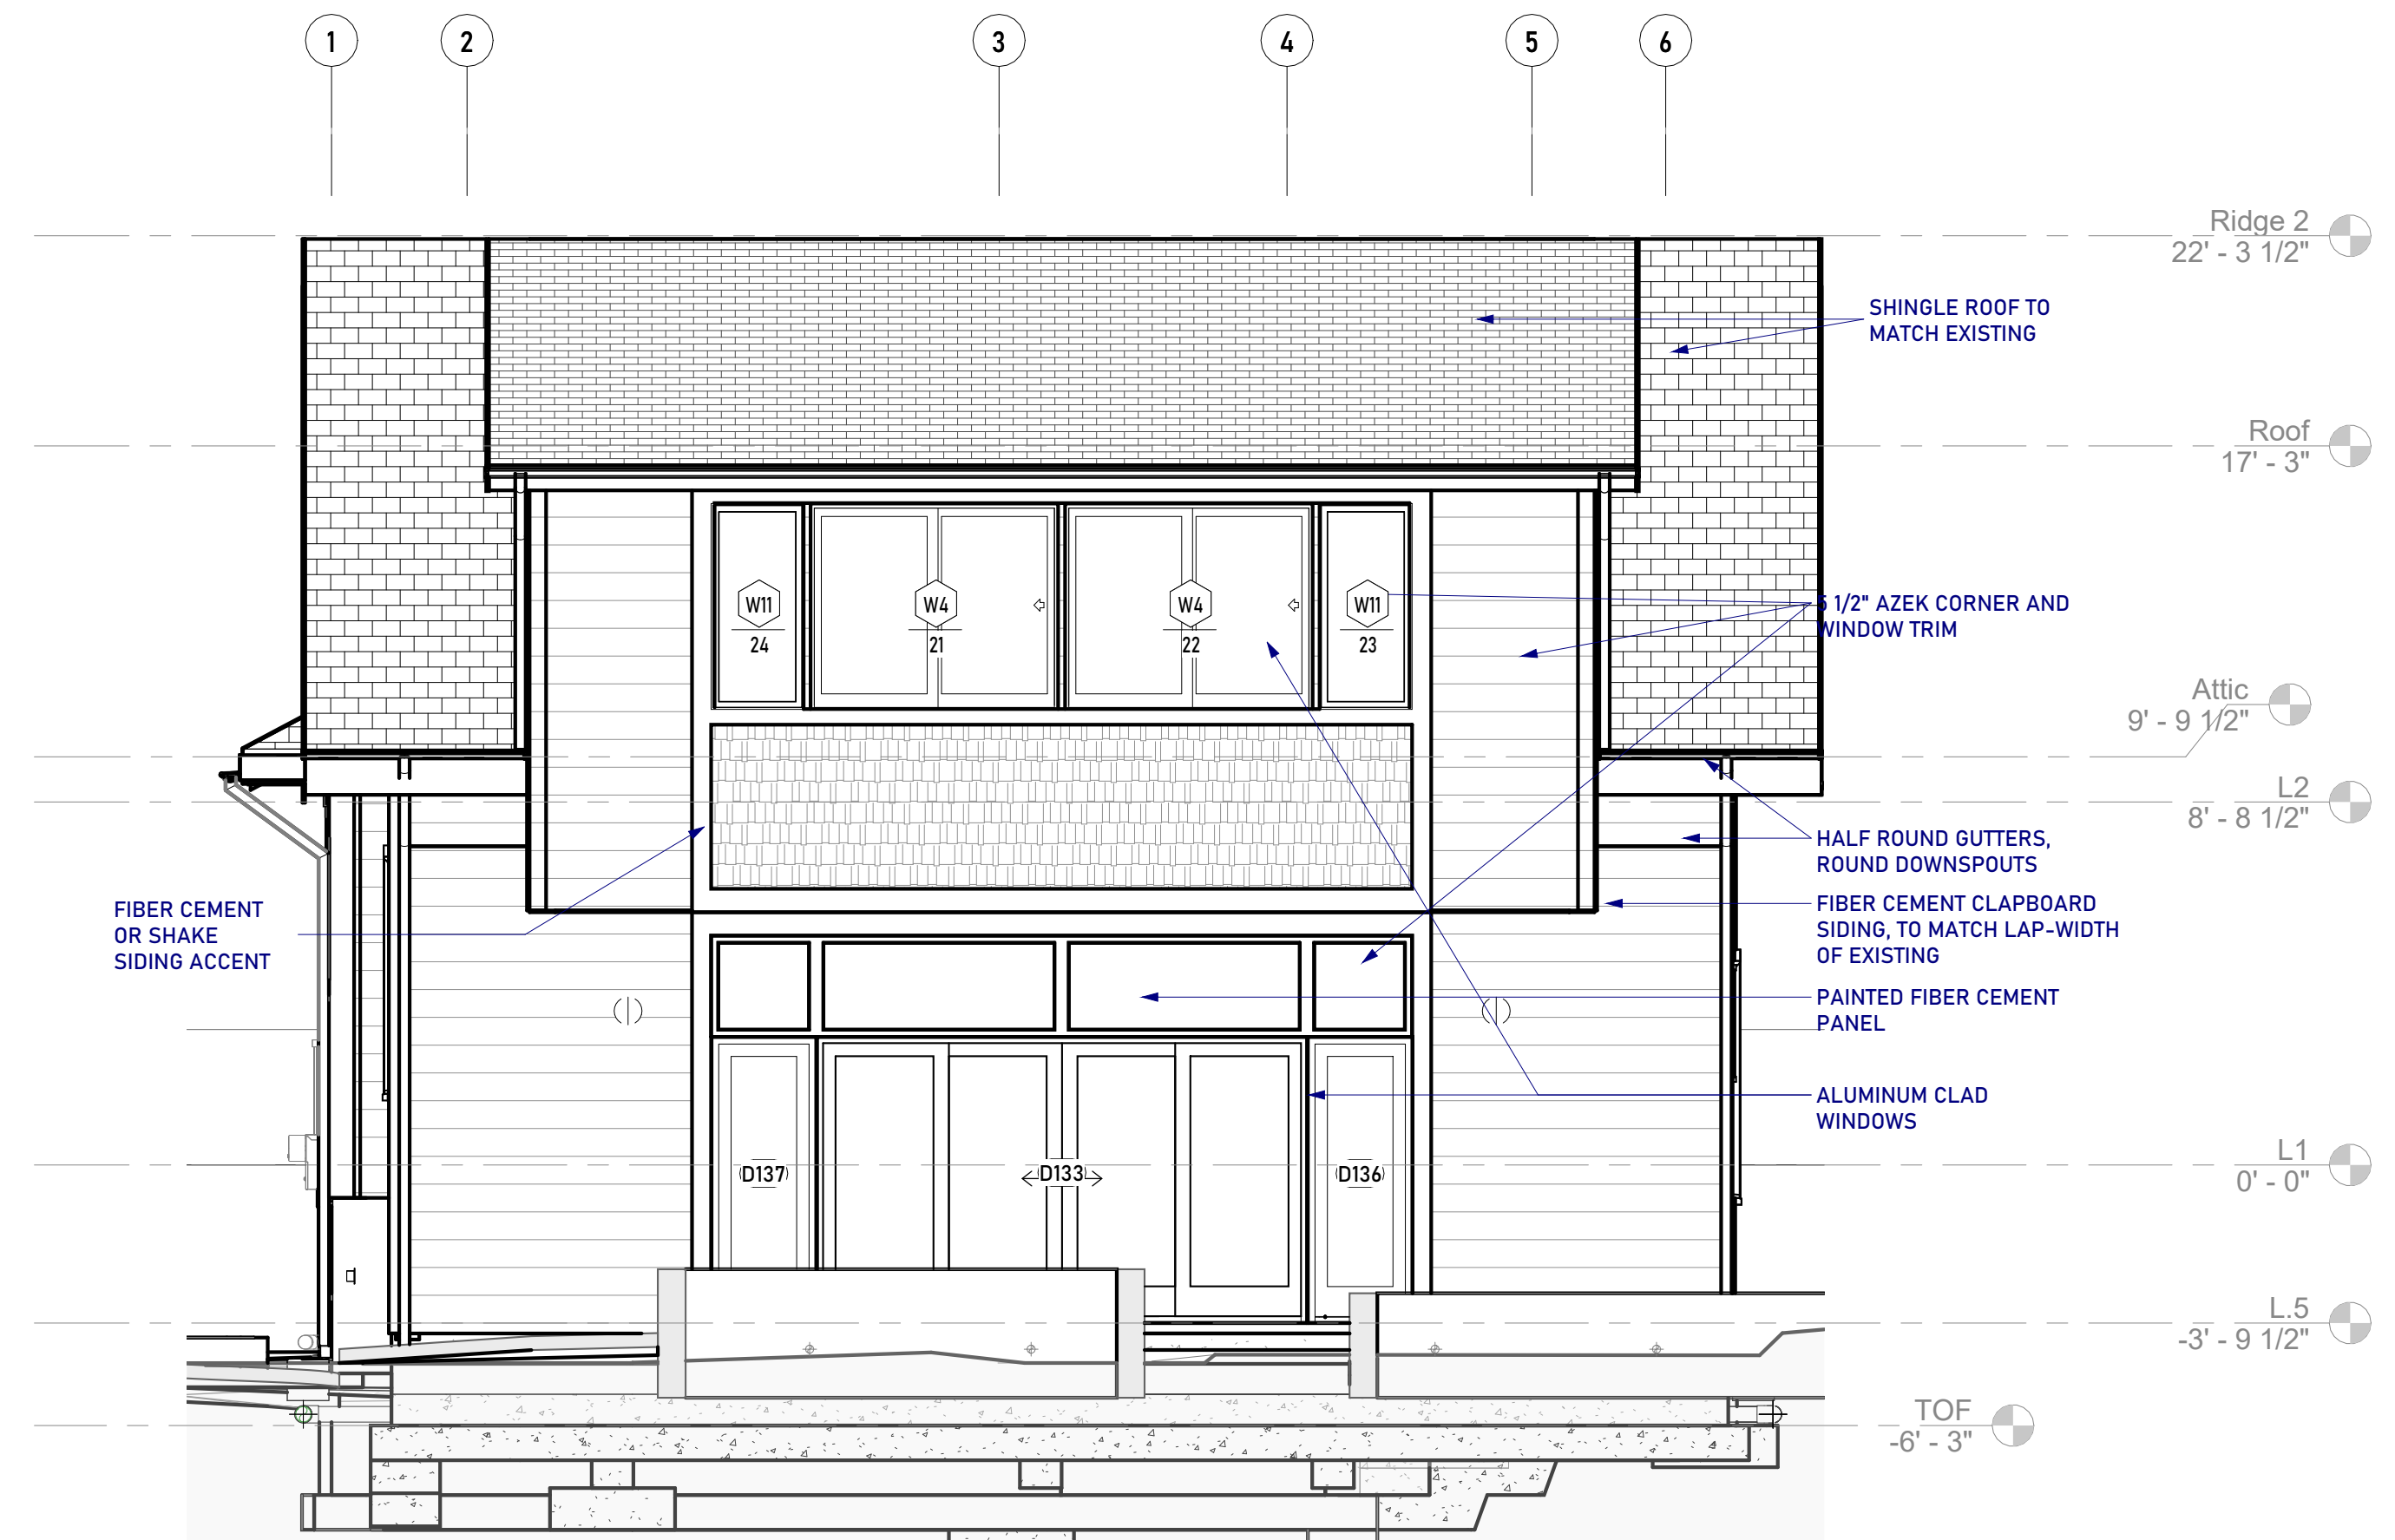 1 2 3 4 5 6
Ridge 2
22' - 3 1/2"
SHINGLE ROOF TO
MATCH EXISTING
Roof
17' - 3"
W11
24
W4
21
W4
22
W11
23
5 1/2" AZEK CORNER AND
WINDOW TRIM
Attic
9' - 9 1/2"
L2
8' - 8 1/2"
HALF ROUND GUTTERS,
ROUND DOWNSPOUTS
FIBER CEMENT
OR SHAKE
SIDING ACCENT
FIBER CEMENT CLAPBOARD
SIDING, TO MATCH LAP-WIDTH
OF EXISTING
PAINTED FIBER CEMENT
PANEL
ALUMINUM CLAD
WINDOWS
L1
0' - 0"
D137
D133
D136
L.5
-3' - 9 1/2"
TOF
-6' - 3"